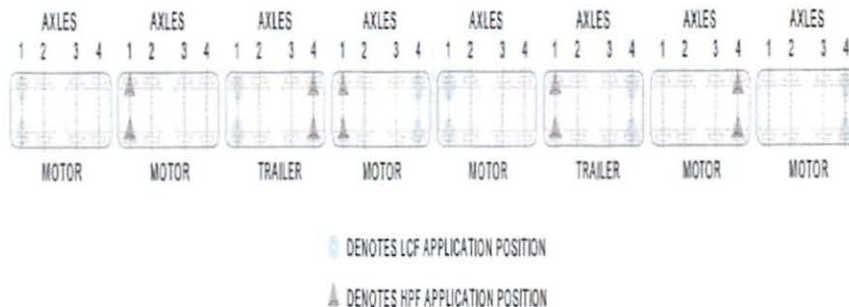 AXLES AXLES AXLES AXLES AXLES AXLES AXLES AXLES
1 2 3 4 1 2 3 4 1 2 3 4 1 2 3 4 1 2 3 4 1 2 3 4 1 2 3 4 1 2 3 4
MOTOR MOTOR TRAILER MOTOR MOTOR TRAILER MOTOR MOTOR
DENOTES LCF APPLICATION POSITION
DENOTES HPF APPLICATION POSITION